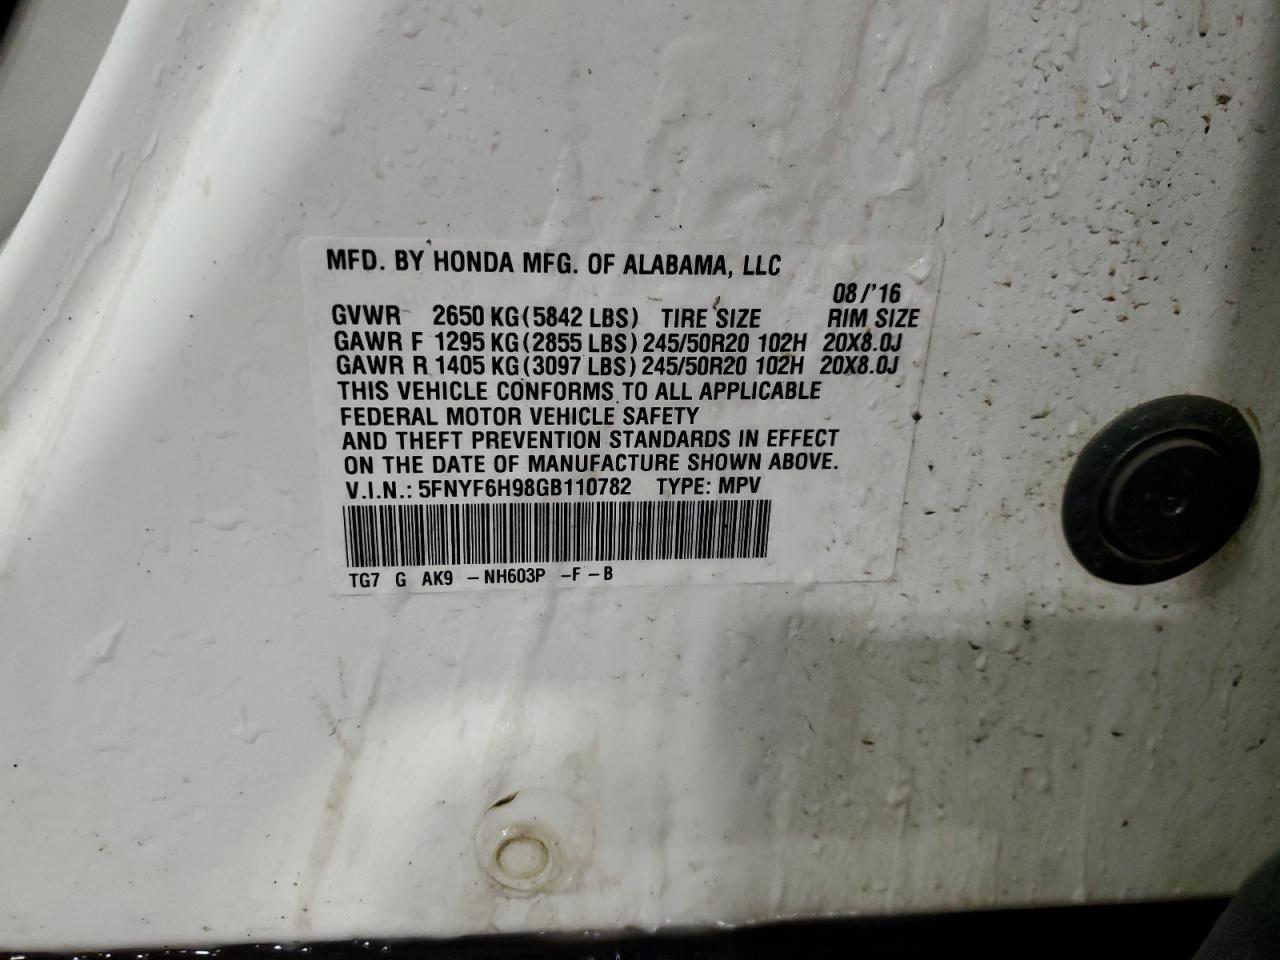 MFD. BY HONDA MFG. OF ALABAMA, LLC
08/'16
GVWR 2650 KG(5842 LBS) TIRE SIZE RIM SIZE
GAWR F 1295 KG(2855 LBS) 245/50R20 102H 20X8.0J
GAWR R 1405 KG(3097 LBS) 245/50R20 102H 20X8.0J
THIS VEHICLE CONFORMS TO ALL APPLICABLE
FEDERAL MOTOR VEHICLE SAFETY
AND THEFT PREVENTION STANDARDS IN EFFECT
ON THE DATE OF MANUFACTURE SHOWN ABOVE.
V.I.N.: 5FNYF6H98GB110782 TYPE: MPV
TG7 G AK9 -NH603P -F-B